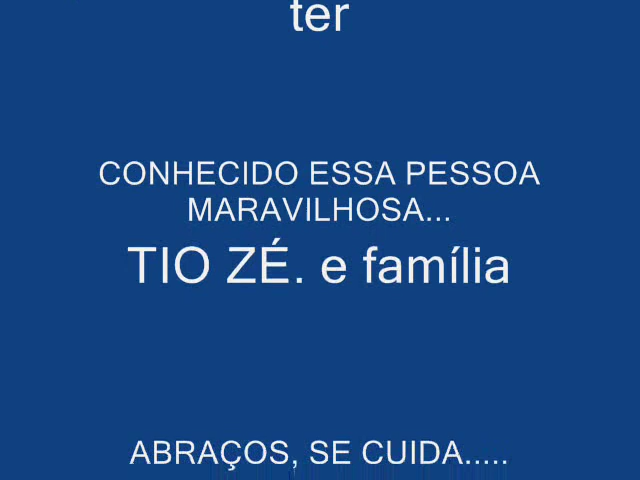 ter
CONHECIDO ESSA PESSOA
MARAVILHOSA...
TIO ZÉ. e família
ABRAÇOS, SE CUIDA.....